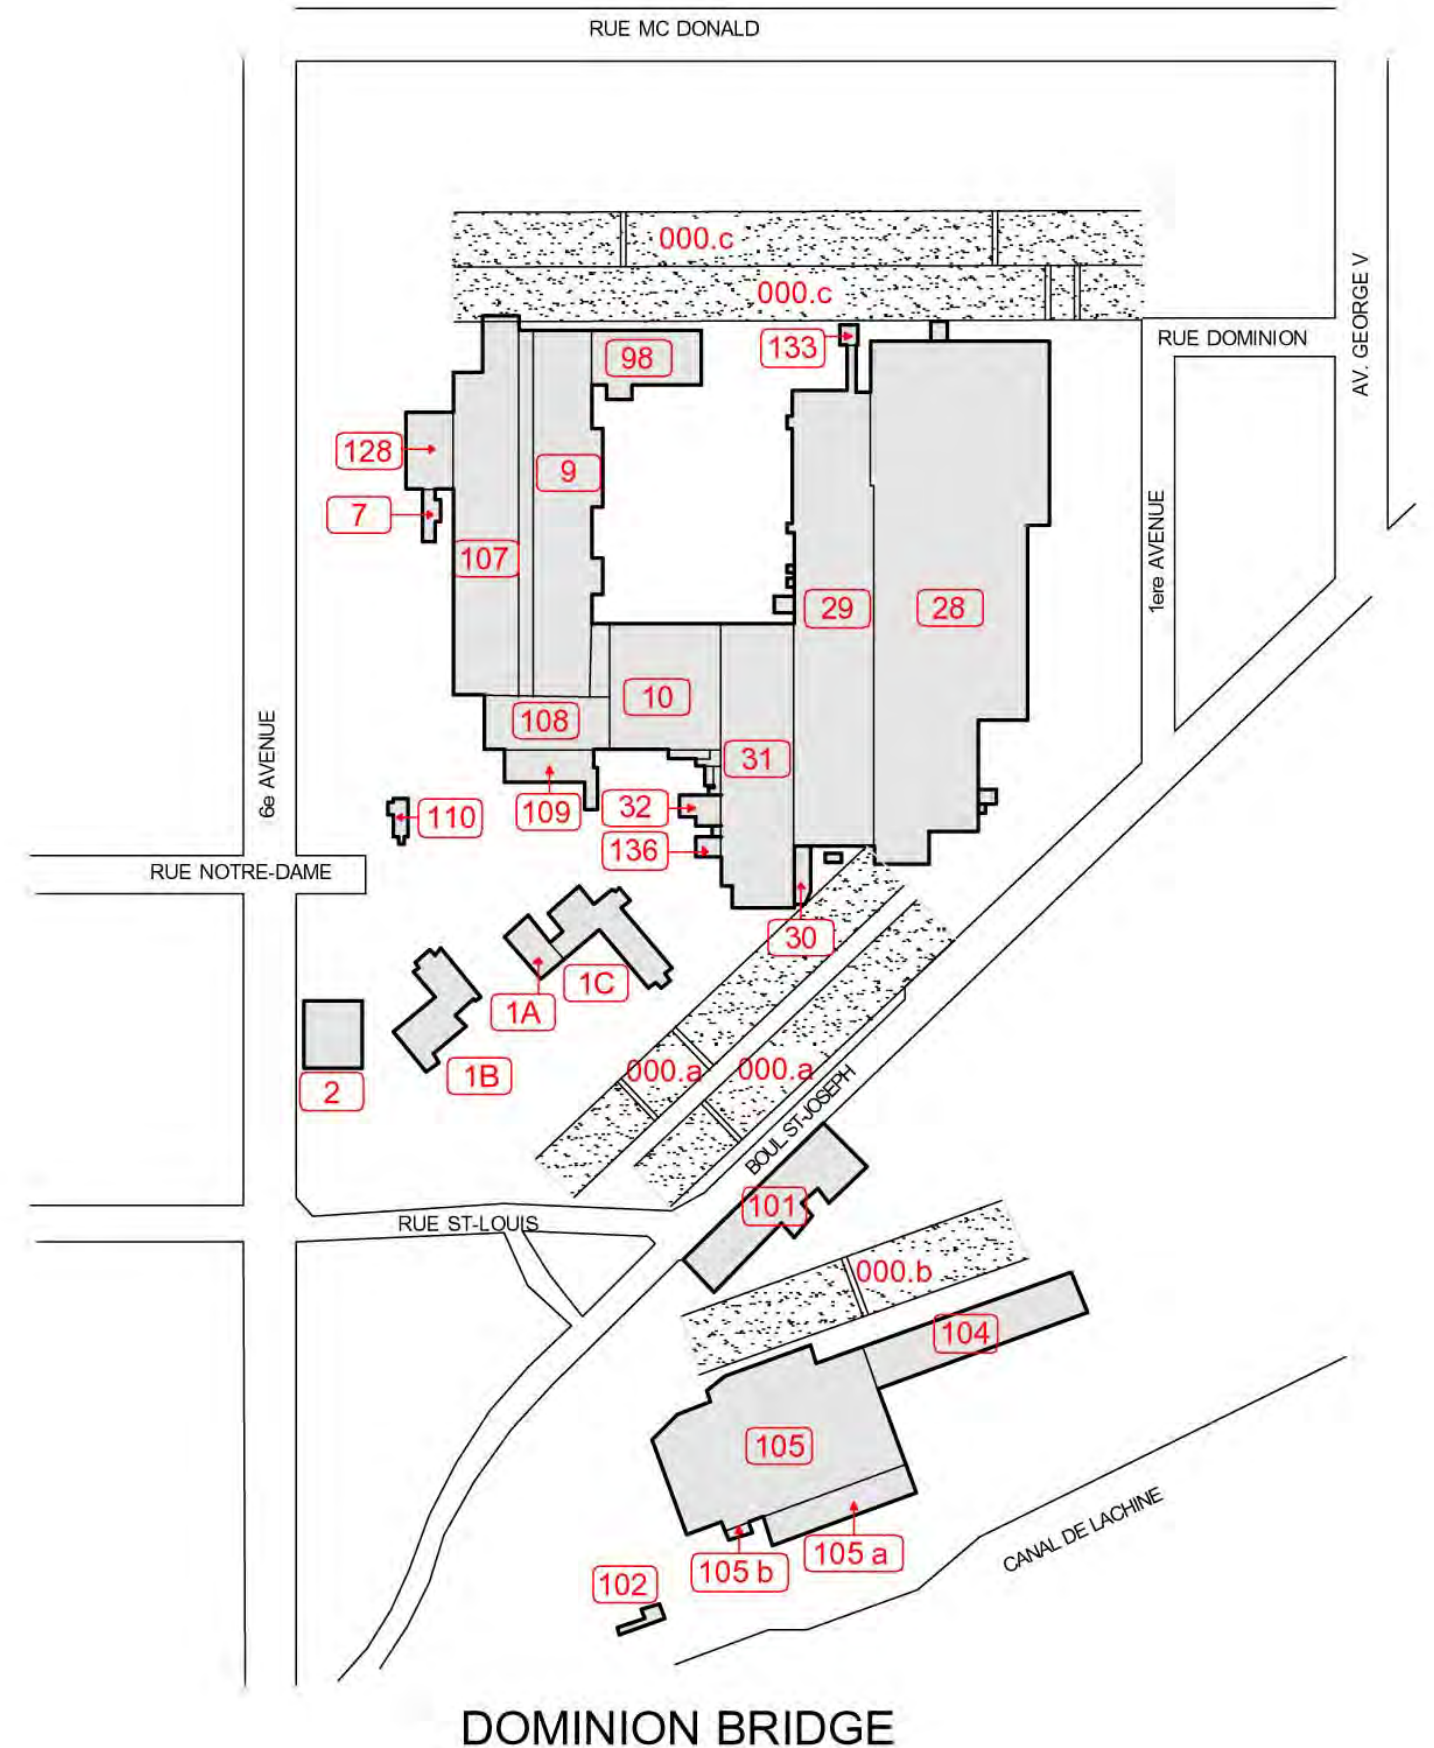 RUE MC DONALD
000.c
000.c
AV. GEORGE V
RUE DOMINION
133
98
128
9
7
107
1ere AVENUE
29
28
10
108
6e AVENUE
31
32
109
110
136
RUE NOTRE-DAME
30
1C
1A
000.a
000.a
1B
2
BOUL ST-JOSEPH
101
RUE ST-LOUIS
000.b
104
105
CANAL DE LACHINE
105 a
105 b
102
DOMINION BRIDGE